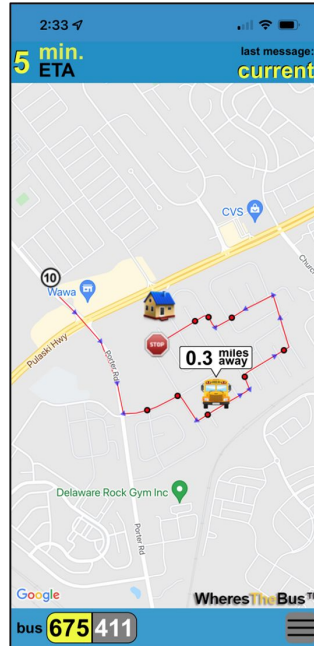 2:33
5 min.
ETA
last message:
current
CVS
10
Wawa
Pulaski Hwy
Porter Rd
STOP
0.3 miles
away
Delaware Rock Gym Inc
Porter Rd
Google
WheresTheBus™
bus 675 411